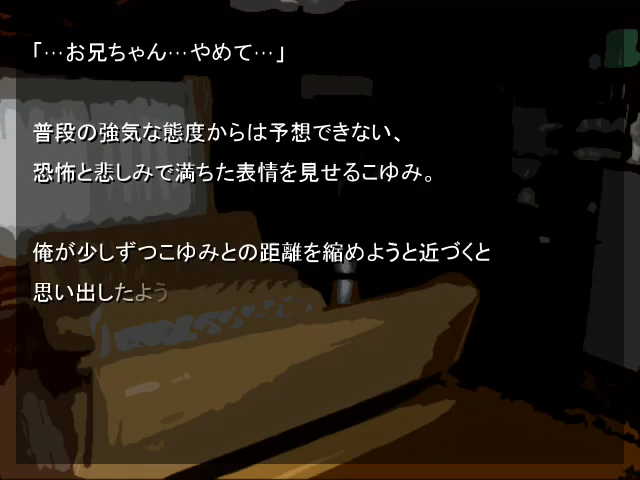 「…お兄ちゃん…やめて…」
普段の強気な態度からは予想できない、
恐怖と悲しみで満ちた表情を見せるこゆみ。
俺が少しずつこゆみとの距離を縮めようと近づくと
思い出したよう